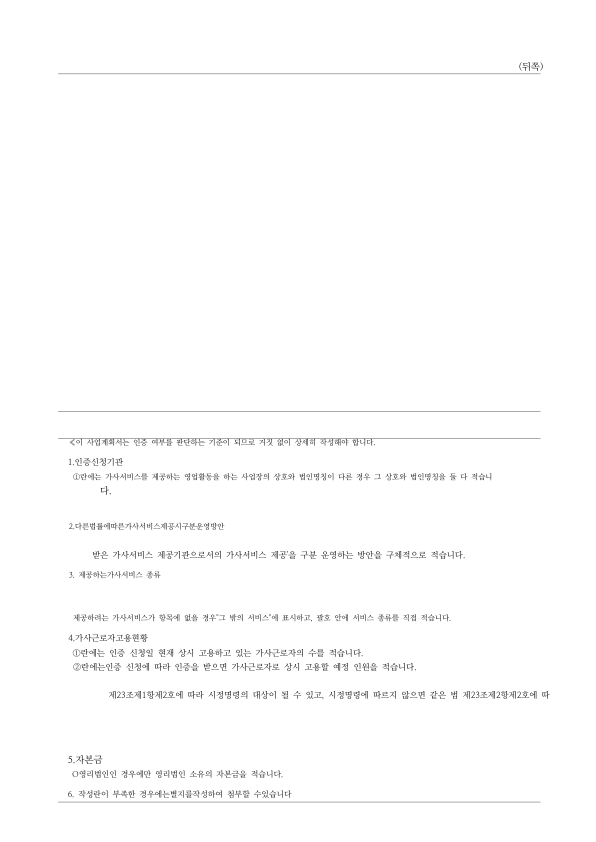 (뒤쪽)
≪이 사업계획서는 인증 여부를 판단하는 기준이 되므로 거짓 없이 상세히 작성해야 합니다.
1.인증신청기관
①란에는 가사서비스를 제공하는 영업활동을 하는 사업장의 상호와 법인명칭이 다른 경우 그 상호와 법인명칭을 둘 다 적습니
다.
2.다른법률에따른가사서비스제공시구분운영방안
받은 가사서비스 제공기관으로서의 가사서비스 제공'을 구분 운영하는 방안을 구체적으로 적습니다.
3. 제공하는가사서비스 종류
제공하려는 가사서비스가 항목에 없을 경우"그 밖의 서비스"에 표시하고, 괄호 안에 서비스 종류를 직접 적습니다.
4.가사근로자고용현황
①란에는 인증 신청일 현재 상시 고용하고 있는 가사근로자의 수를 적습니다.
②란에는인증 신청에 따라 인증을 받으면 가사근로자로 상시 고용할 예정 인원을 적습니다.
제23조제1항제2호에 따라 시정명령의 대상이 될 수 있고, 시정명령에 따르지 않으면 같은 법 제23조제2항제2호에 따
5.자본금
○영리법인인 경우에만 영리법인 소유의 자본금을 적습니다.
6. 작성란이 부족한 경우에는별지를작성하여 첨부할 수있습니다